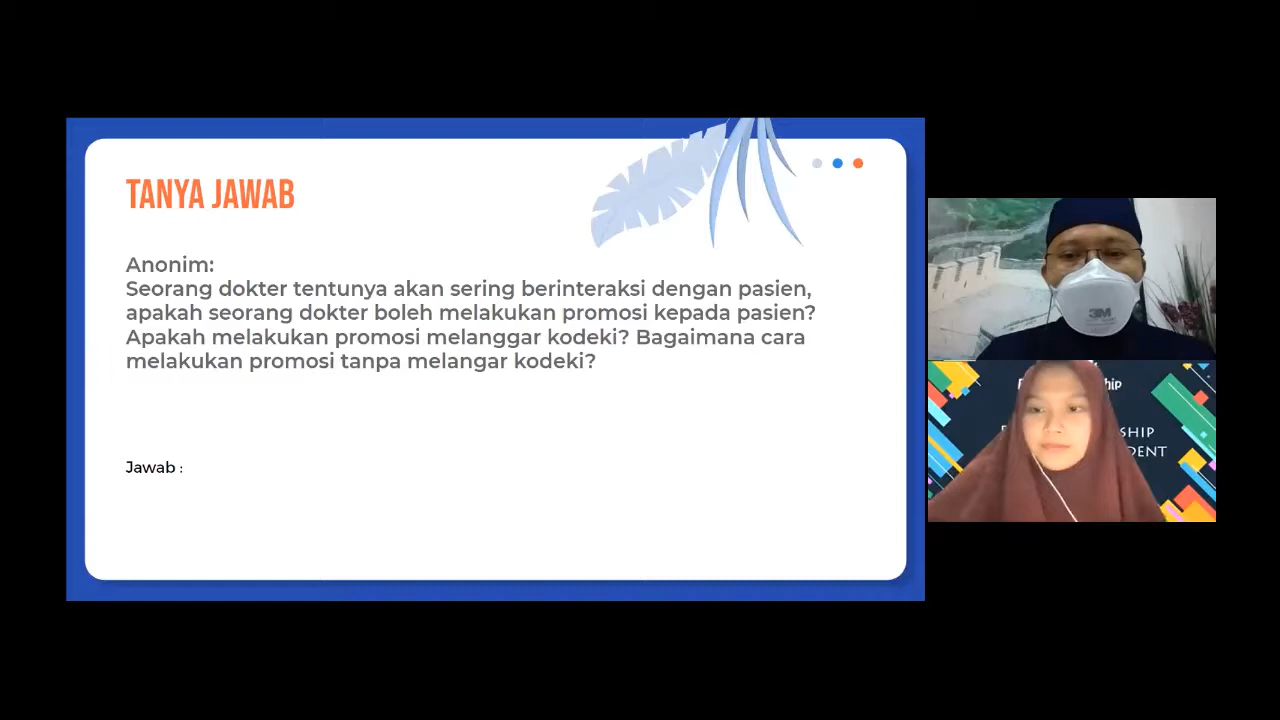 TANYA JAWAB
Anonim:
Seorang dokter tentunya akan sering berinteraksi dengan pasien,
apakah seorang dokter boleh melakukan promosi kepada pasien?
Apakah melakukan promosi melanggar kodeki? Bagaimana cara
melakukan promosi tanpa melangar kodeki?
Jawab :
3M